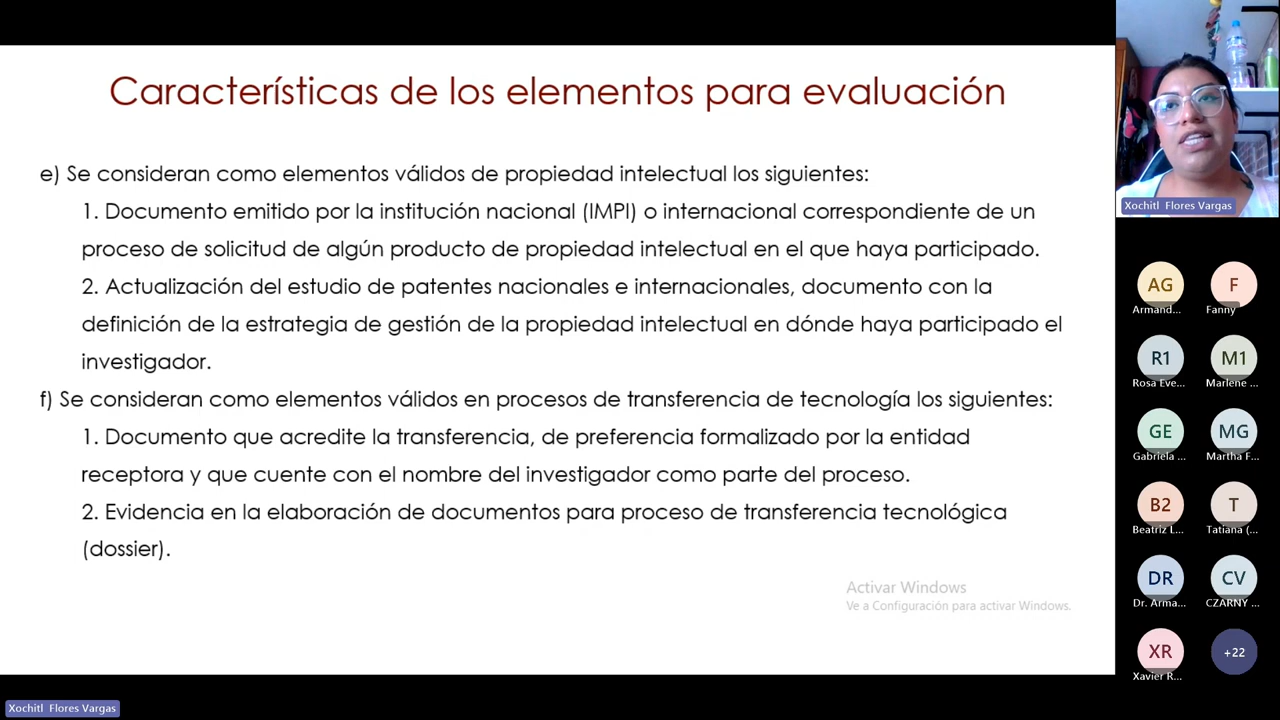 Características de los elementos para evaluación
e) Se consideran como elementos válidos de propiedad intelectual los siguientes:
1. Documento emitido por la institución nacional (IMPI) o internacional correspondiente de un
proceso de solicitud de algún producto de propiedad intelectual en el que haya participado.
2. Actualización del estudio de patentes nacionales e internacionales, documento con la
definición de la estrategia de gestión de la propiedad intelectual en dónde haya participado el
investigador.
f) Se consideran como elementos válidos en procesos de transferencia de tecnología los siguientes:
1. Documento que acredite la transferencia, de preferencia formalizado por la entidad
receptora y que cuente con el nombre del investigador como parte del proceso.
2. Evidencia en la elaboración de documentos para proceso de transferencia tecnológica
(dossier).
Activar Windows
Ve a Configuración para activar Windows.
Xochitl Flores Vargas
AG F
Armand... Fanny
R1 M1
Rosa Eve... Marlene ...
GE MG
Gabriela ... Martha F...
B2 T
Beatriz L... Tatiana (...
DR CV
Dr. Arma... CZARNY ...
XR +22
Xavier R...
Xochitl Flores Vargas